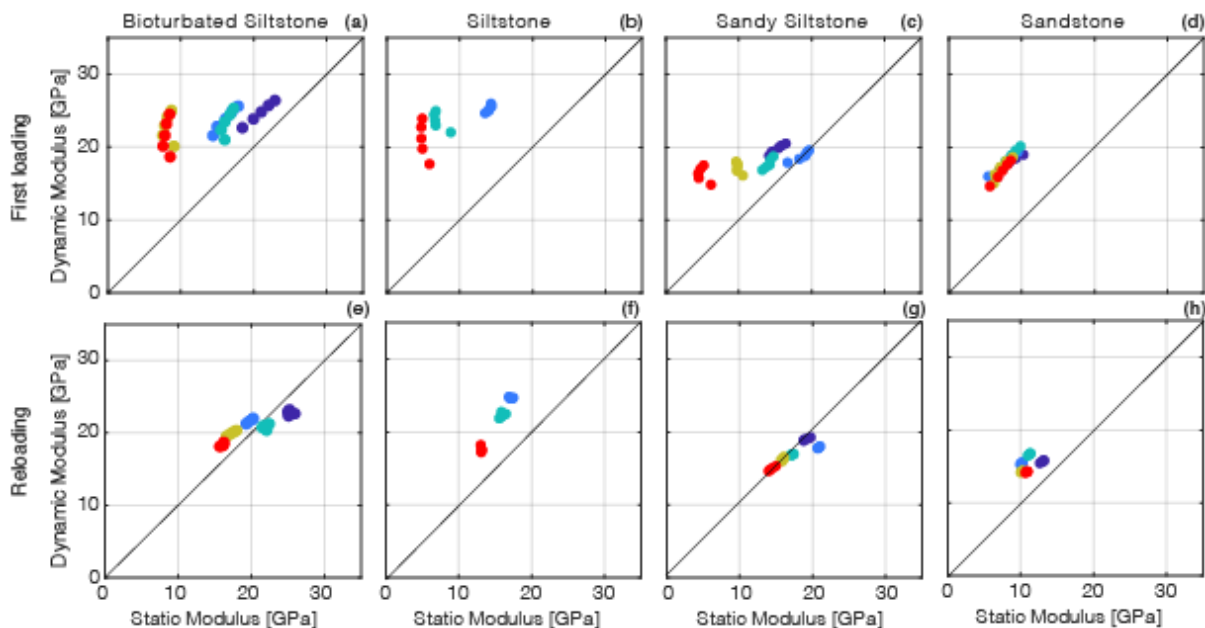 Bioturbated Siltstone (a) Siltstone (b) Sandy Siltstone (c) Sandstone (d)
First loading
Dynamic Modulus [GPa]
30
20
10
0
(e) (f) (g) (h)
Reloading
Dynamic Modulus [GPa]
30
20
10
0
0 10 20 30 0 10 20 30 0 10 20 30 0 10 20 30
Static Modulus [GPa] Static Modulus [GPa] Static Modulus [GPa] Static Modulus [GPa]